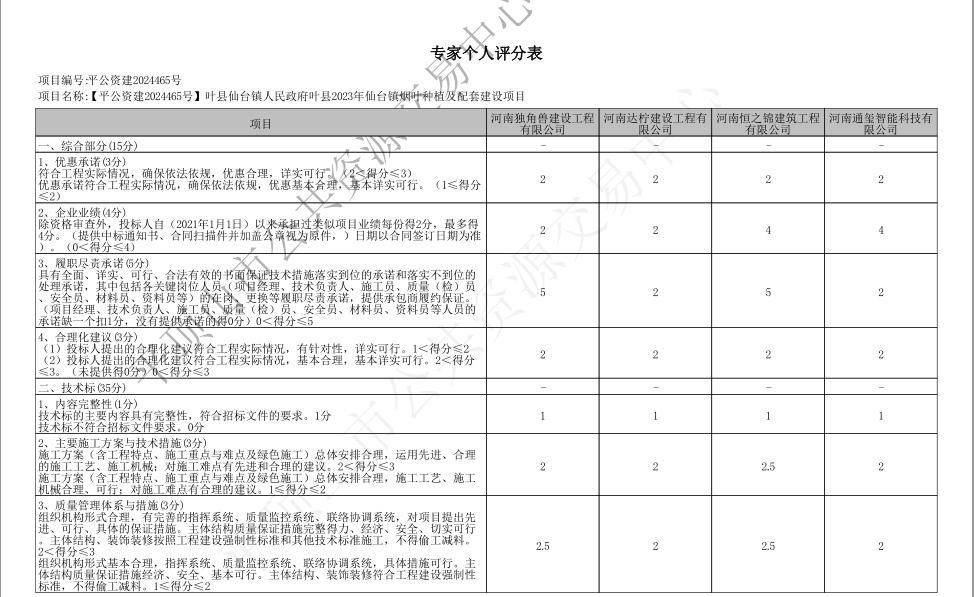 专家个人评分表
项目编号:平公资建2024465号
项目名称:【平公资建2024465号】叶县仙台镇人民政府叶县2023年仙台镇烟叶种植及配套建设项目
项目
河南独角兽建设工程
有限公司
河南达柠建设工程有
限公司
河南恒之锦建筑工程
有限公司
河南通玺智能科技有
限公司
一、综合部分(15分)
-
-
-
-
1、优惠承诺(3分)
符合工程实际情况，确保依法依规，优惠合理，详实可行。（2<得分≤3）
优惠承诺符合工程实际情况，确保依法依规，优惠基本合理，基本详实可行。（1≤得分
≤2）
2
2
2
2
2、企业业绩(4分)
除资格审查外，投标人自（2021年1月1日）以来承担过类似项目业绩每份得2分，最多得
4分。（提供中标通知书、合同扫描件并加盖公章视为原件，）日期以合同签订日期为准
）。（0<得分≤4）
2
2
4
4
3、履职尽责承诺(5分)
具有全面、详实、可行、合法有效的书面保证技术措施落实到位的承诺和落实不到位的
处理承诺，其中包括各关键岗位人员（项目经理、技术负责人、施工员、质量（检）员
、安全员、材料员、资料员等）的在岗、更换等履职尽责承诺，提供承包商履约保证。
（项目经理、技术负责人、施工员、质量（检）员、安全员、材料员、资料员等人员的
承诺缺一个扣1分，没有提供承诺的得0分）0<得分≤5
5
2
5
2
4、合理化建议(3分)
（1）投标人提出的合理化建议符合工程实际情况，有针对性，详实可行。1<得分≤2
（2）投标人提出的合理化建议符合工程实际情况，基本合理，基本详实可行。2<得分
≤3。（未提供得0分）0<得分≤3
2
2
2
2
二、技术标(35分)
-
-
-
-
1、内容完整性(1分)
技术标的主要内容具有完整性，符合招标文件的要求。1分
技术标不符合招标文件要求。0分
1
1
1
1
2、主要施工方案与技术措施(3分)
施工方案（含工程特点、施工重点与难点及绿色施工）总体安排合理，运用先进、合理
的施工工艺、施工机械；对施工难点有先进和合理的建议。2<得分≤3
施工方案（含工程特点、施工重点与难点及绿色施工）总体安排合理，施工工艺、施工
机械合理、可行；对施工难点有合理的建议。1≤得分≤2
2
2
2.5
2
3、质量管理体系与措施(3分)
组织机构形式合理，有完善的指挥系统、质量监控系统、联络协调系统，对项目提出先
进、可行、具体的保证措施。主体结构质量保证措施完整得力、经济、安全、切实可行
。主体结构、装饰装修按照工程建设强制性标准和其他技术标准施工，不得偷工减料。
2<得分≤3
组织机构形式基本合理，指挥系统、质量监控系统、联络协调系统，具体措施可行。主
体结构质量保证措施经济、安全、基本可行。主体结构、装饰装修符合工程建设强制性
标准，不得偷工减料。1≤得分≤2
2.5
2
2.5
2
平顶山市公共资源交易中心
平顶山市公共资源交易中心